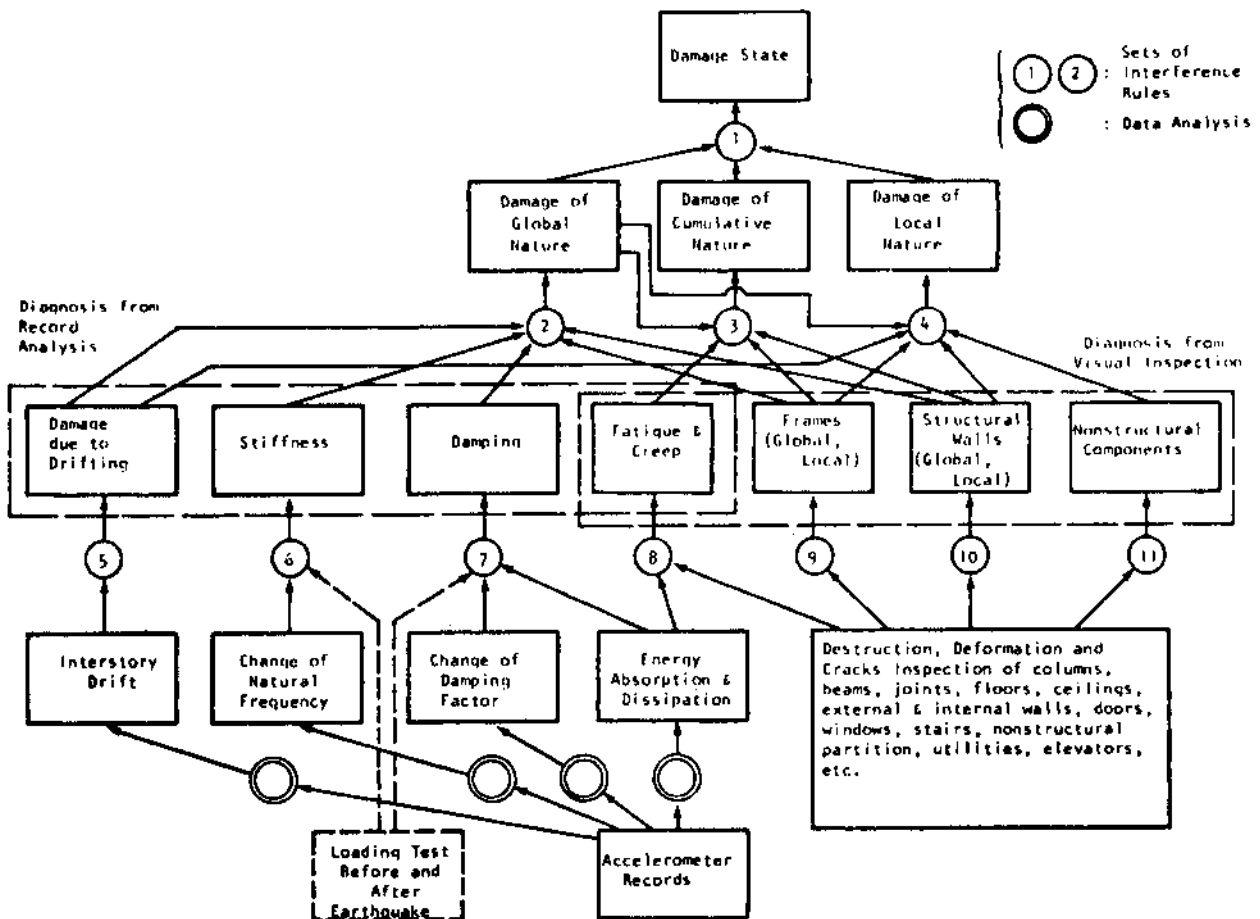 Damage State
1
2
: Sets of
Interference
Rules
: Data Analysis
1
Damage of
Global
Nature
Damage of
Cumulative
Nature
Damage of
Local
Nature
Diagnosis from
Record
Analysis
2
3
4
Diagnosis from
Visual Inspection
Damage
due to
Drifting
Stiffness
Damping
Fatigue &
Creep
Frames
(Global,
Local)
Structural
Walls
(Global,
Local)
Nonstructural
Components
5
6
7
8
9
10
11
Interstory
Drift
Change of
Natural
Frequency
Change of
Damping
Factor
Energy
Absorption &
Dissipation
Destruction, Deformation and
Cracks Inspection of columns,
beams, joints, floors, ceilings,
external & internal walls, doors,
windows, stairs, nonstructural
partition, utilities, elevators,
etc.
Loading Test
Before and
After
Earthquake
Accelerometer
Records